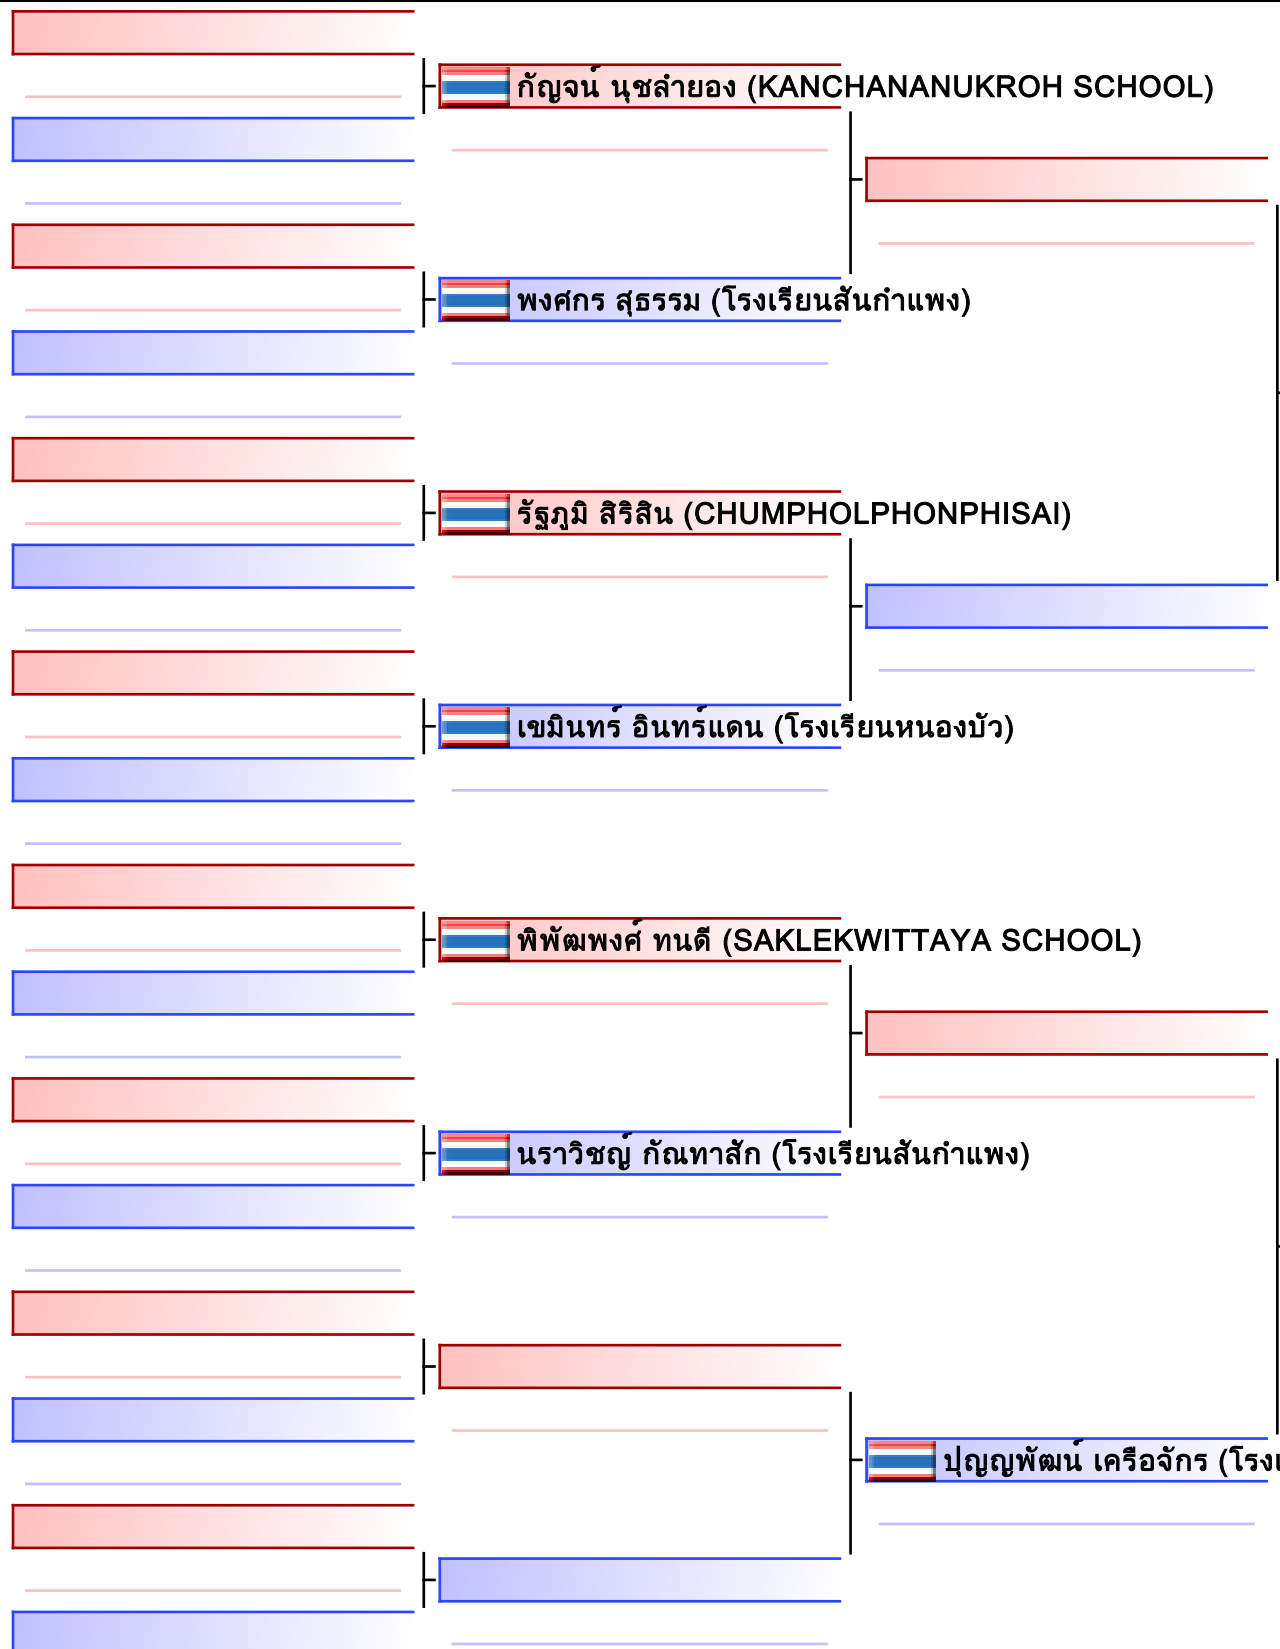 กัญจน์ นุชลำยอง (KANCHANANUKROH SCHOOL)
พงศกร สุธรรม (โรงเรียนสันกำแพง)
รัฐภูมิ สิริสิน (CHUMPHOLPHONPHISAI)
เขมินทร์ อินทร์แดน (โรงเรียนหนองบัว)
พิพัฒพงศ์ ทนดี (SAKLEKWITTAYA SCHOOL)
นราวิชญ์ กัณทาสัก (โรงเรียนสันกำแพง)
ปุญญพัฒน์ เครือจักร (โรง